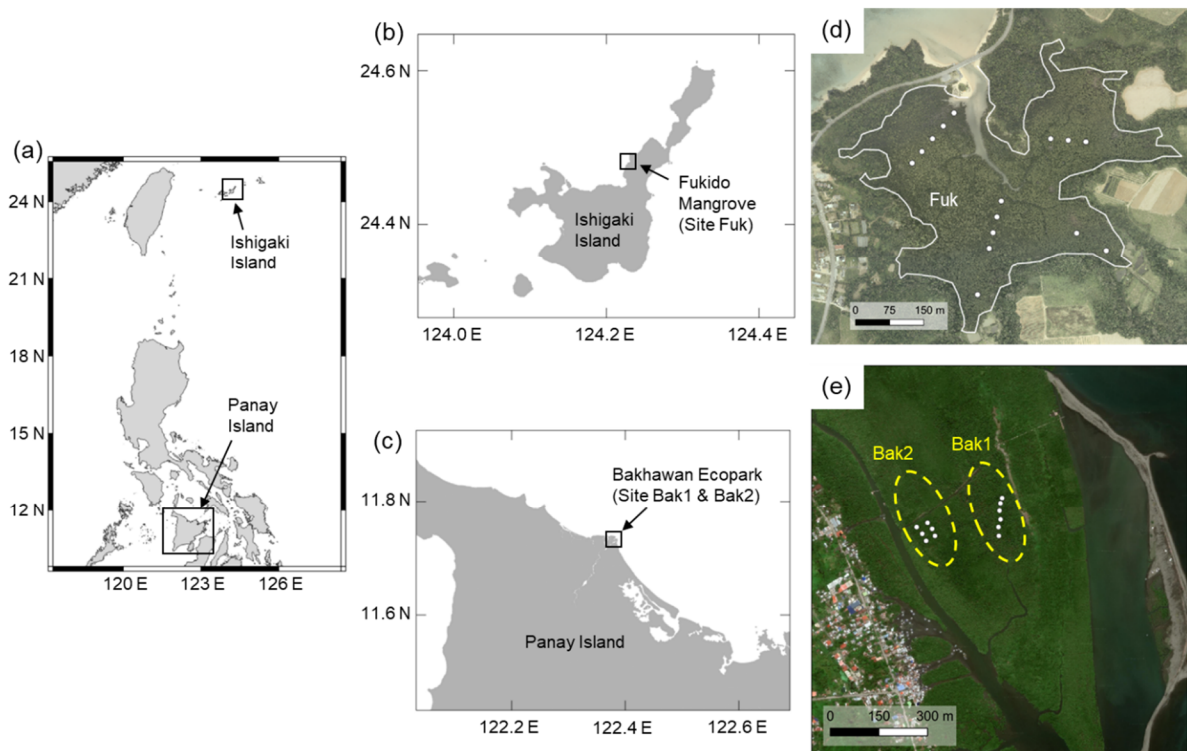 (a)
24 N
21 N
18 N
15 N
12 N
120 E
123 E
126 E
Ishigaki
Island
Panay
Island
(b)
24.6 N
24.4 N
124.0 E
124.2 E
124.4 E
Fukido
Mangrove
(Site Fuk)
Ishigaki
Island
(c)
11.8 N
11.6 N
122.2 E
122.4 E
122.6 E
Bakhawan Ecopark
(Site Bak1 & Bak2)
Panay Island
(d)
Fuk
0 75 150 m
(e)
Bak2
Bak1
0 150 300 m